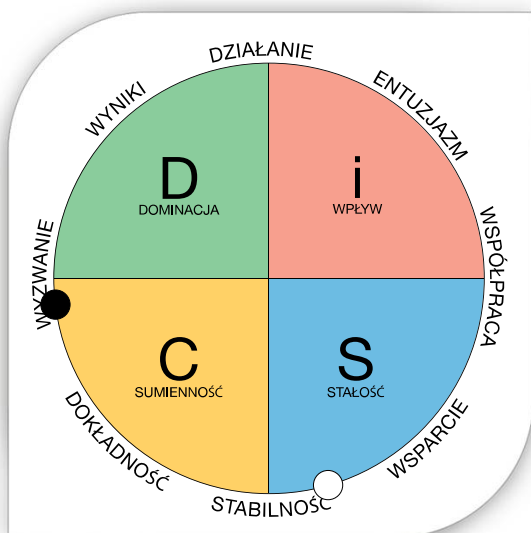 DZIAŁANIE
ENTUZJAZM
WYNIKI
D
DOMINACJA
i
WPŁYW
WSPÓŁPRACA
WYZWANIE
C
SUMIENNOŚĆ
S
STAŁOŚĆ
DOKŁADNOŚĆ
WSPARCIE
STABILNOŚĆ